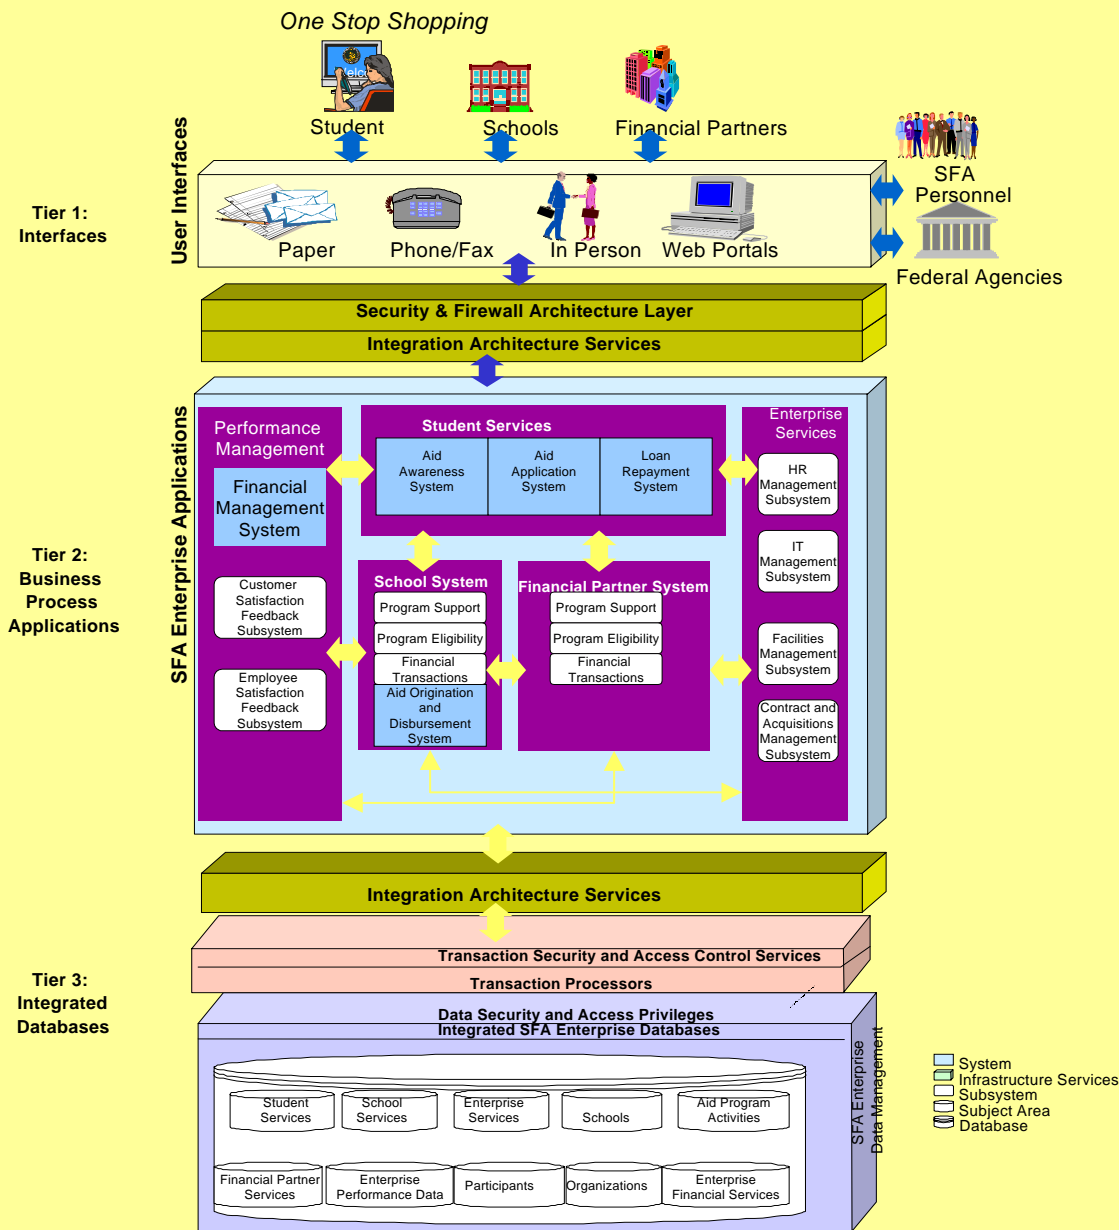 One Stop Shopping
Welco
Student
Schools
Financial Partners
SFA
Personnel
Federal Agencies
Tier 1:
Interfaces
User Interfaces
Paper
Phone/Fax
In Person
Web Portals
Security & Firewall Architecture Layer
Integration Architecture Services
Tier 2:
Business
Process
Applications
SFA Enterprise Applications
Performance
Management
Financial
Management
System
Customer
Satisfaction
Feedback
Subsystem
Employee
Satisfaction
Feedback
Subsystem
Student Services
Aid
Awareness
System
Aid
Application
System
Loan
Repayment
System
School System
Program Support
Program Eligibility
Financial
Transactions
Aid Origination
and
Disbursement
System
Financial Partner System
Program Support
Program Eligibility
Financial
Transactions
Enterprise
Services
HR
Management
Subsystem
IT
Management
Subsystem
Facilities
Management
Subsystem
Contract and
Acquisitions
Management
Subsystem
Integration Architecture Services
Tier 3:
Integrated
Databases
Transaction Security and Access Control Services
Transaction Processors
Data Security and Access Privileges
Integrated SFA Enterprise Databases
SFA Enterprise
Data Management
Student
Services
School
Services
Enterprise
Services
Schools
Aid Program
Activities
Financial Partner
Services
Enterprise
Performance Data
Participants
Organizations
Enterprise
Financial Services
System
Infrastructure Services
Subsystem
Subject Area
Database